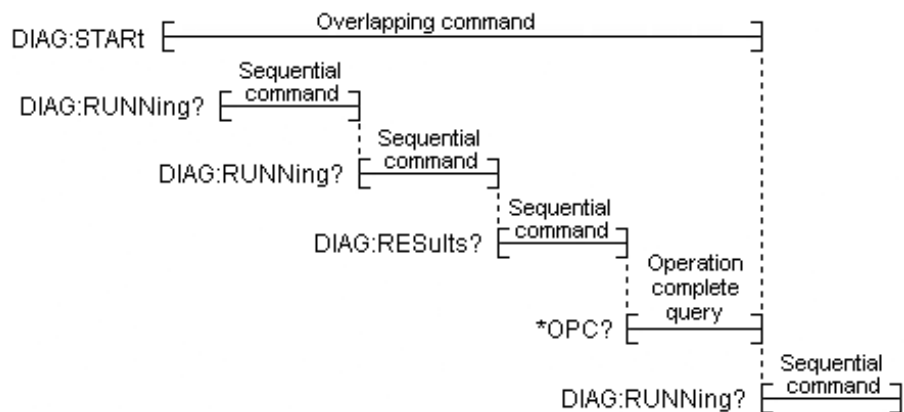 Overlapping command
DIAG:STARt
Sequential
command
DIAG:RUNNing?
Sequential
command
DIAG:RUNNing?
Sequential
command
DIAG:RESults?
Operation
complete
query
*OPC?
Sequential
command
DIAG:RUNNing?